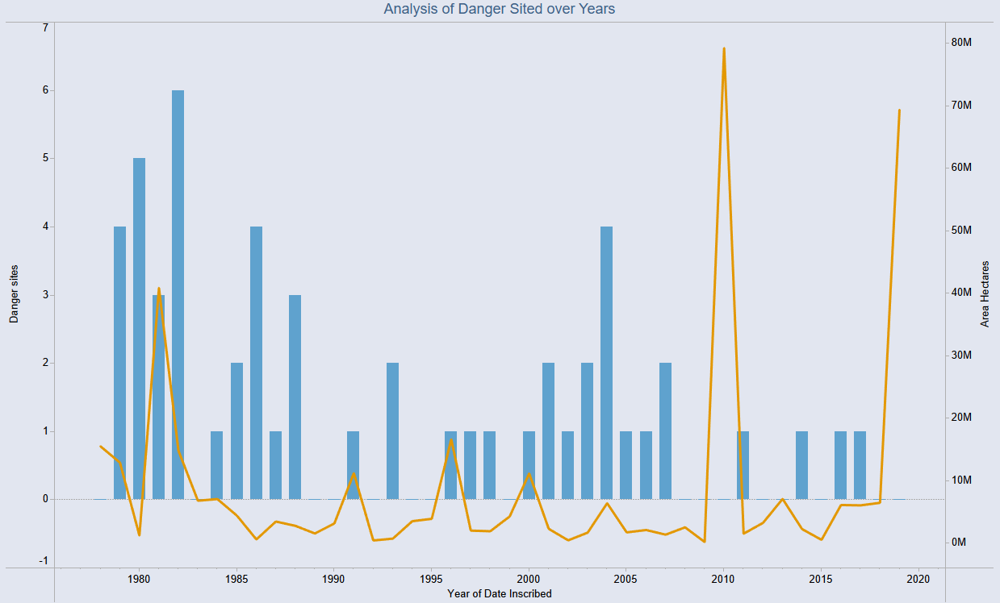 Analysis of Danger Sited over Years
7
6
5
4
3
2
1
0
-1
Danger sites
80M
70M
60M
50M
40M
30M
20M
10M
0M
Area Hectares
1980 1985 1990 1995 2000 2005 2010 2015 2020
Year of Date Inscribed